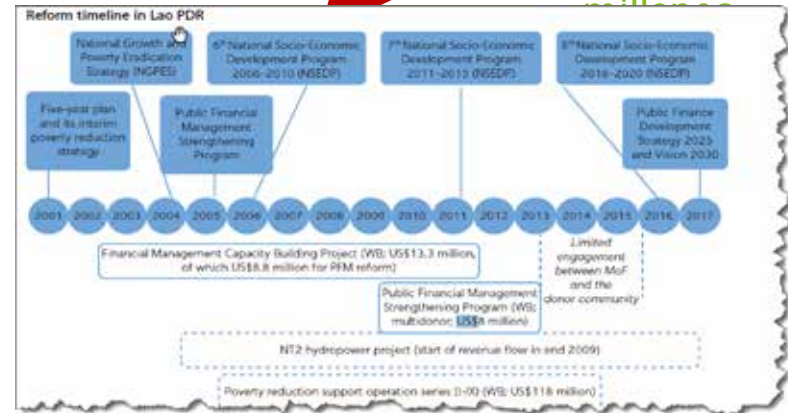 millones
Reform timeline in Lao PDR
National Growth and
Poverty Eradication
Strategy (NGPES)
6th National Socio-Economic
Development Program
2006–2010 (NSEDP)
7th National Socio-Economic
Development Program
2011–2015 (NSEDP)
8th National Socio-Economic
Development Program
2016–2020 (NSEDP)
Five-year plan
and its interim
poverty reduction
strategy
Public Financial
Management
Strengthening
Program
Public Finance
Development
Strategy 2025
and Vision 2030
2001 2002 2003 2004 2005 2006 2007 2008 2009 2010 2011 2012 2013 2014 2015 2016 2017
Financial Management Capacity Building Project (WB; US$13.3 million,
of which US$8.8 million for PFM reform)
Limited
engagement
between MoF
and the
donor community
Public Financial Management
Strengthening Program (WB;
multidonor; US$8 million)
NT2 hydropower project (start of revenue flow in end 2009)
Poverty reduction support operation series (I-IX) (WB; US$118 million)